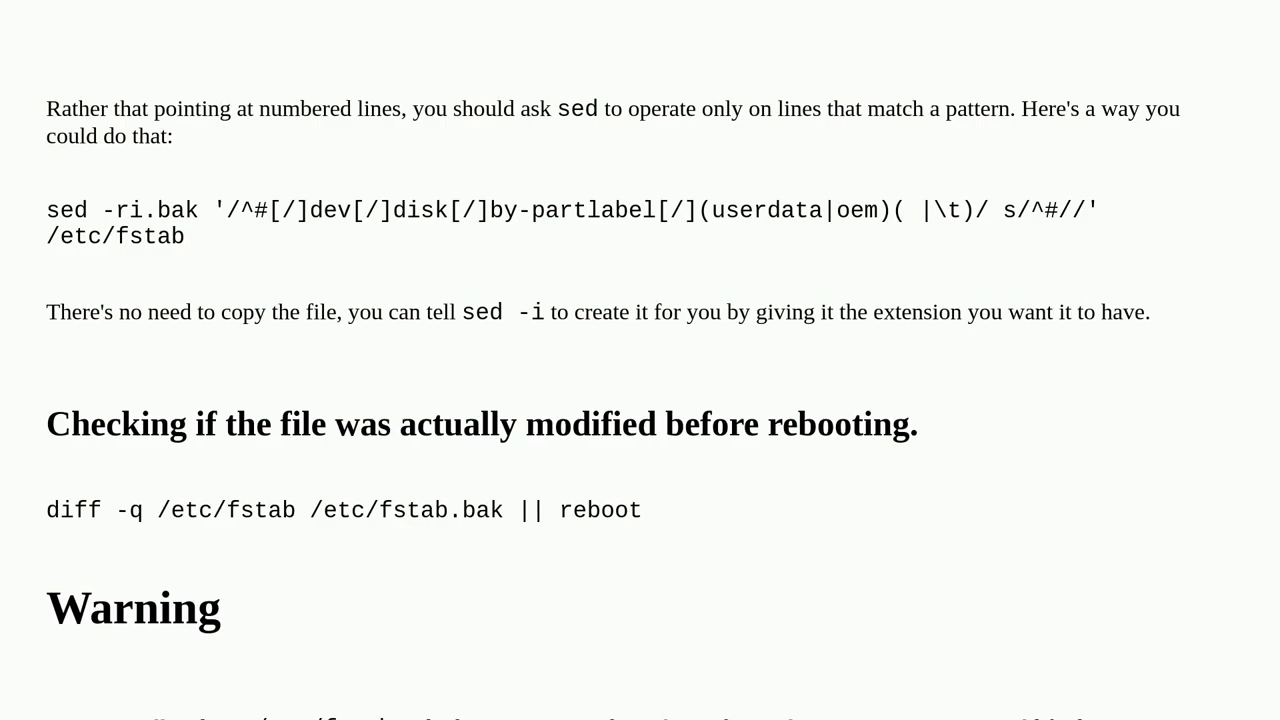 Rather that pointing at numbered lines, you should ask sed to operate only on lines that match a pattern. Here's a way you
could do that:
sed -ri.bak '/^#[/]dev[/]disk[/]by-partlabel[/](userdata|oem)( |\t)/ s/^#//'
/etc/fstab
There's no need to copy the file, you can tell sed -i to create it for you by giving it the extension you want it to have.
Checking if the file was actually modified before rebooting.
diff -q /etc/fstab /etc/fstab.bak || reboot
Warning